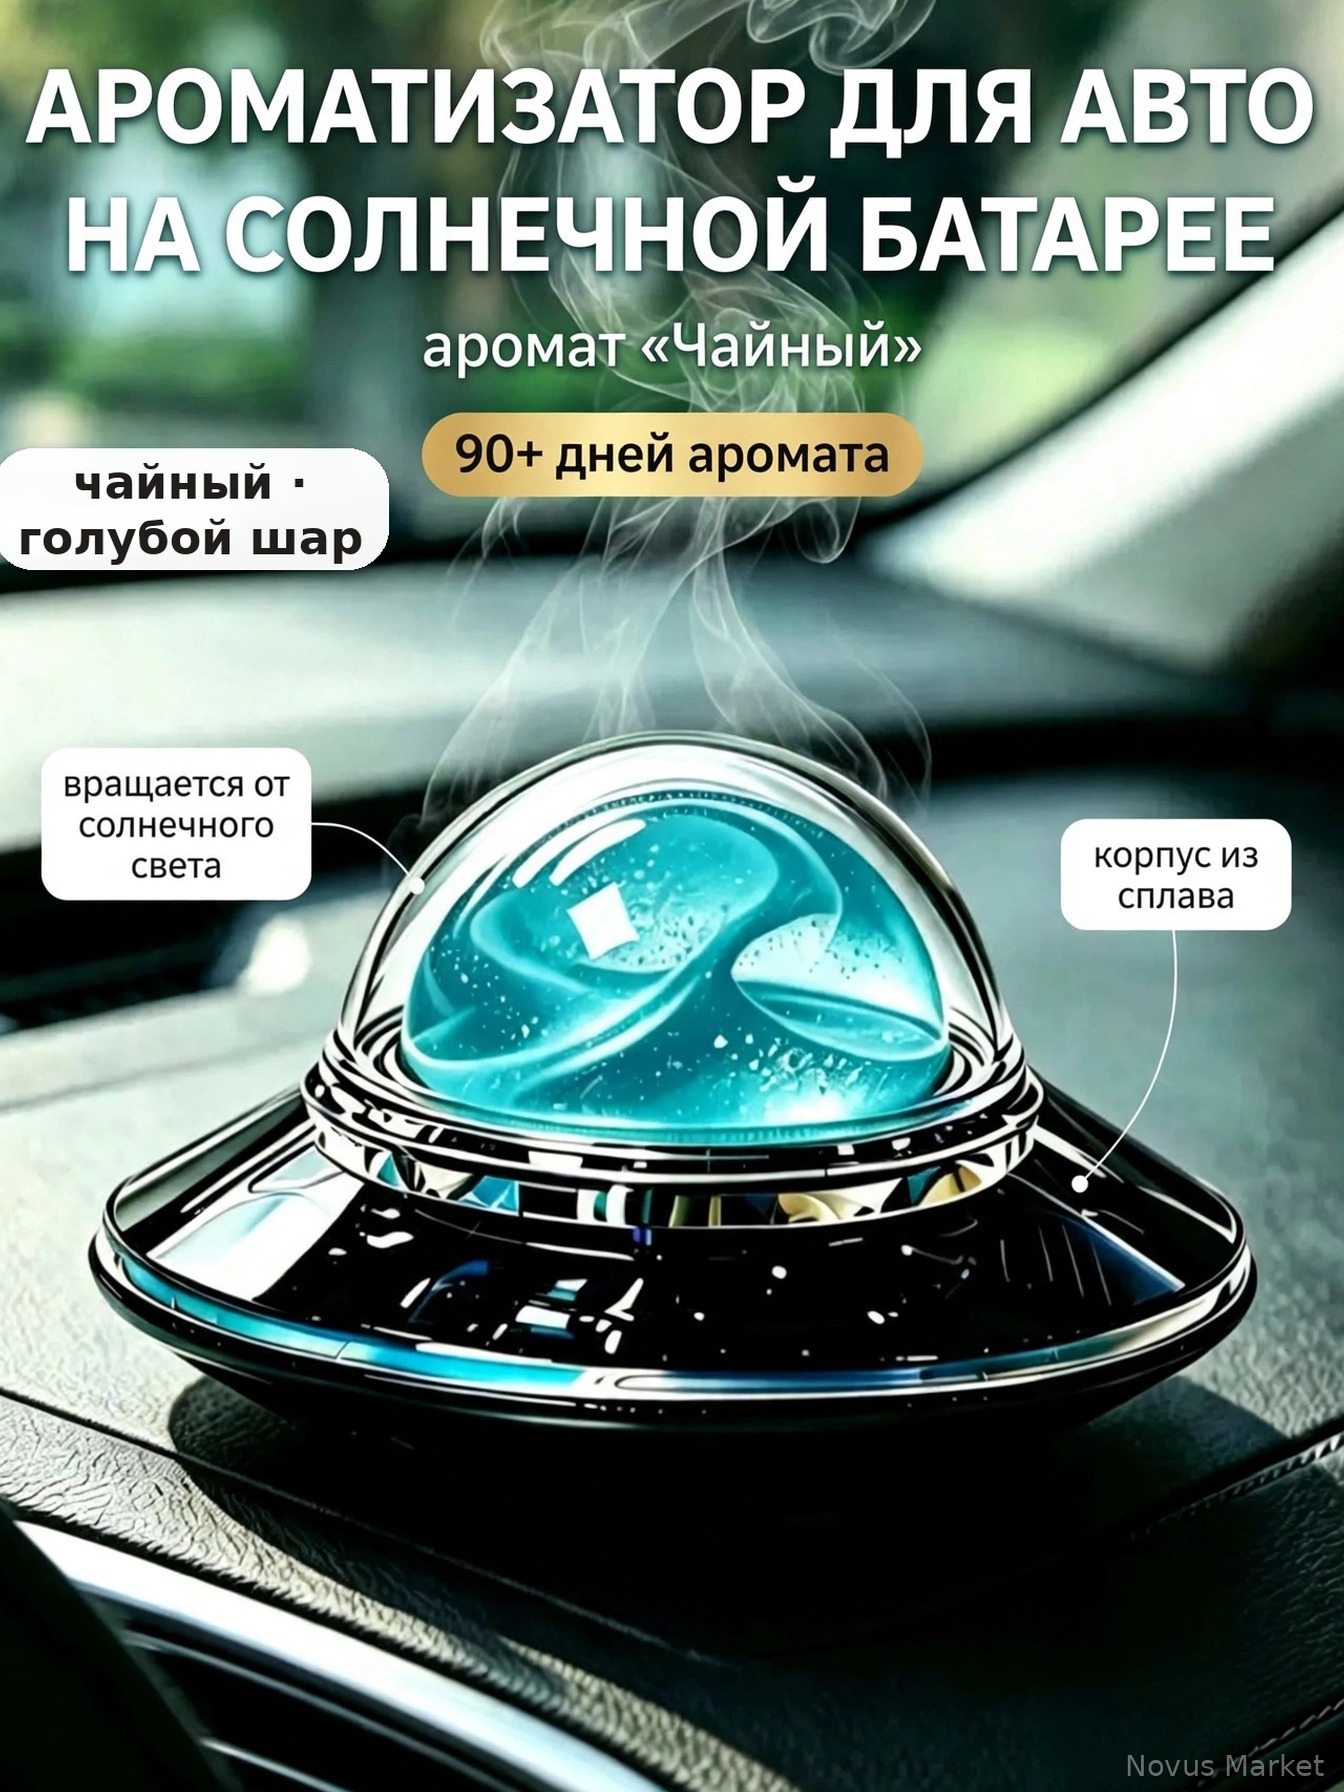 АРОМАТИЗАТОР ДЛЯ АВТО
НА СОЛНЕЧНОЙ БАТАРЕЕ
аромат «Чайный»
90+ дней аромата
чайный ·
голубой шар
вращается от
солнечного
света
корпус из
сплава
Novus Market